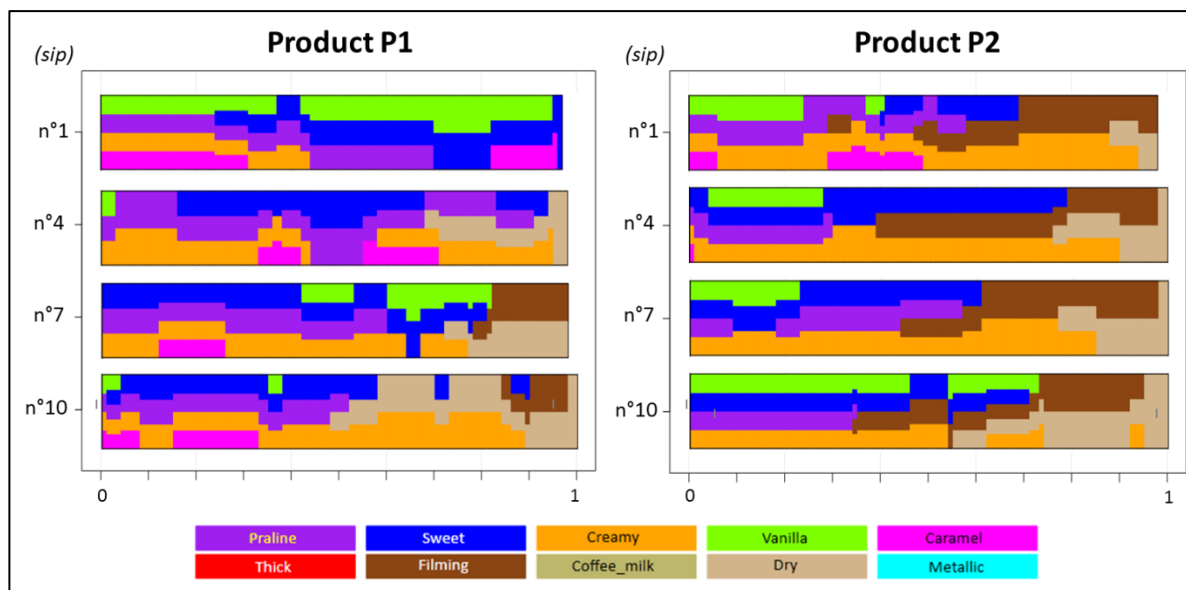 Product P1
Product P2
(sip)
(sip)
n°1
n°1
n°4
n°4
n°7
n°7
n°10
n°10
0 1
0 1
Praline Sweet Creamy Vanilla Caramel
Thick Filming Coffee_milk Dry Metallic